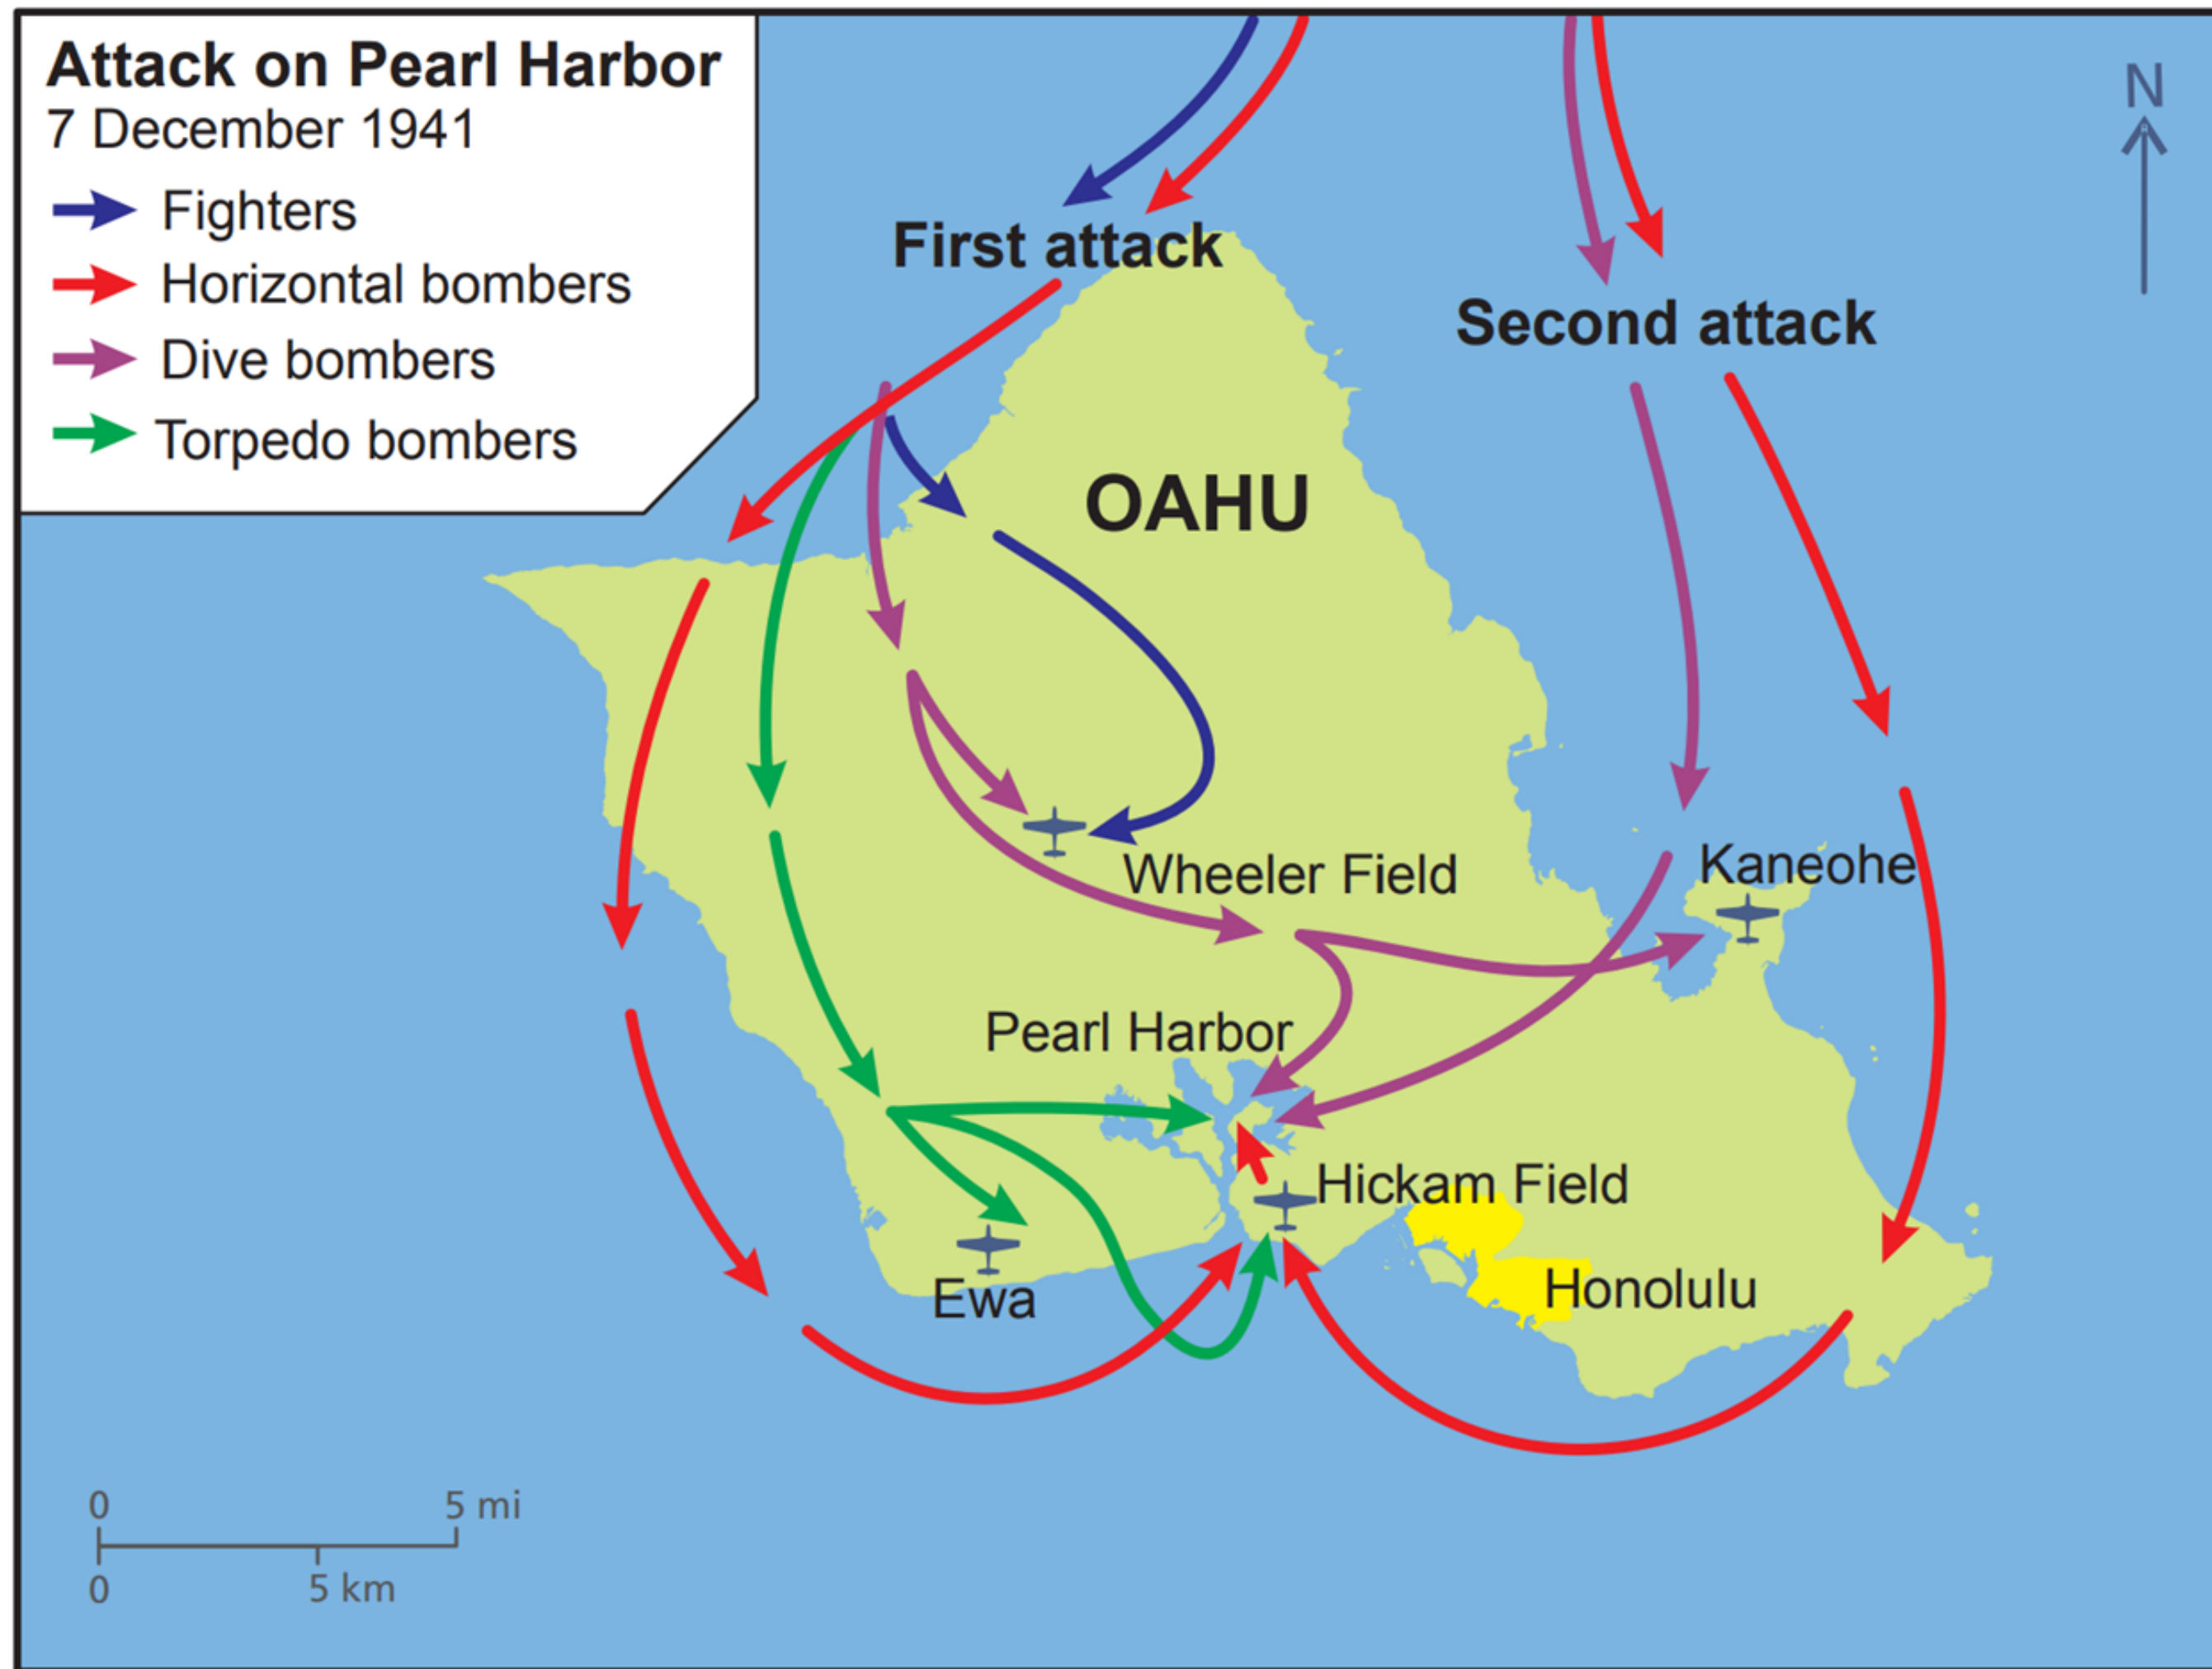 Attack on Pearl Harbor
7 December 1941
Fighters
Horizontal bombers
Dive bombers
Torpedo bombers
N
First attack
Second attack
OAHU
Wheeler Field
Kaneohe
Pearl Harbor
Hickam Field
Ewa
Honolulu
0 5 mi
0 5 km